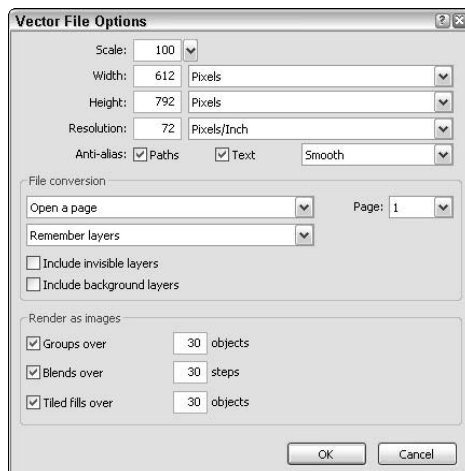 Vector File Options
Scale: 100
Width: 612 Pixels
Height: 792 Pixels
Resolution: 72 Pixels/Inch
Anti-alias: Paths Text Smooth
File conversion
Open a page Page: 1
Remember layers
Include invisible layers
Include background layers
Render as images
Groups over 30 objects
Blends over 30 steps
Tiled fills over 30 objects
OK Cancel